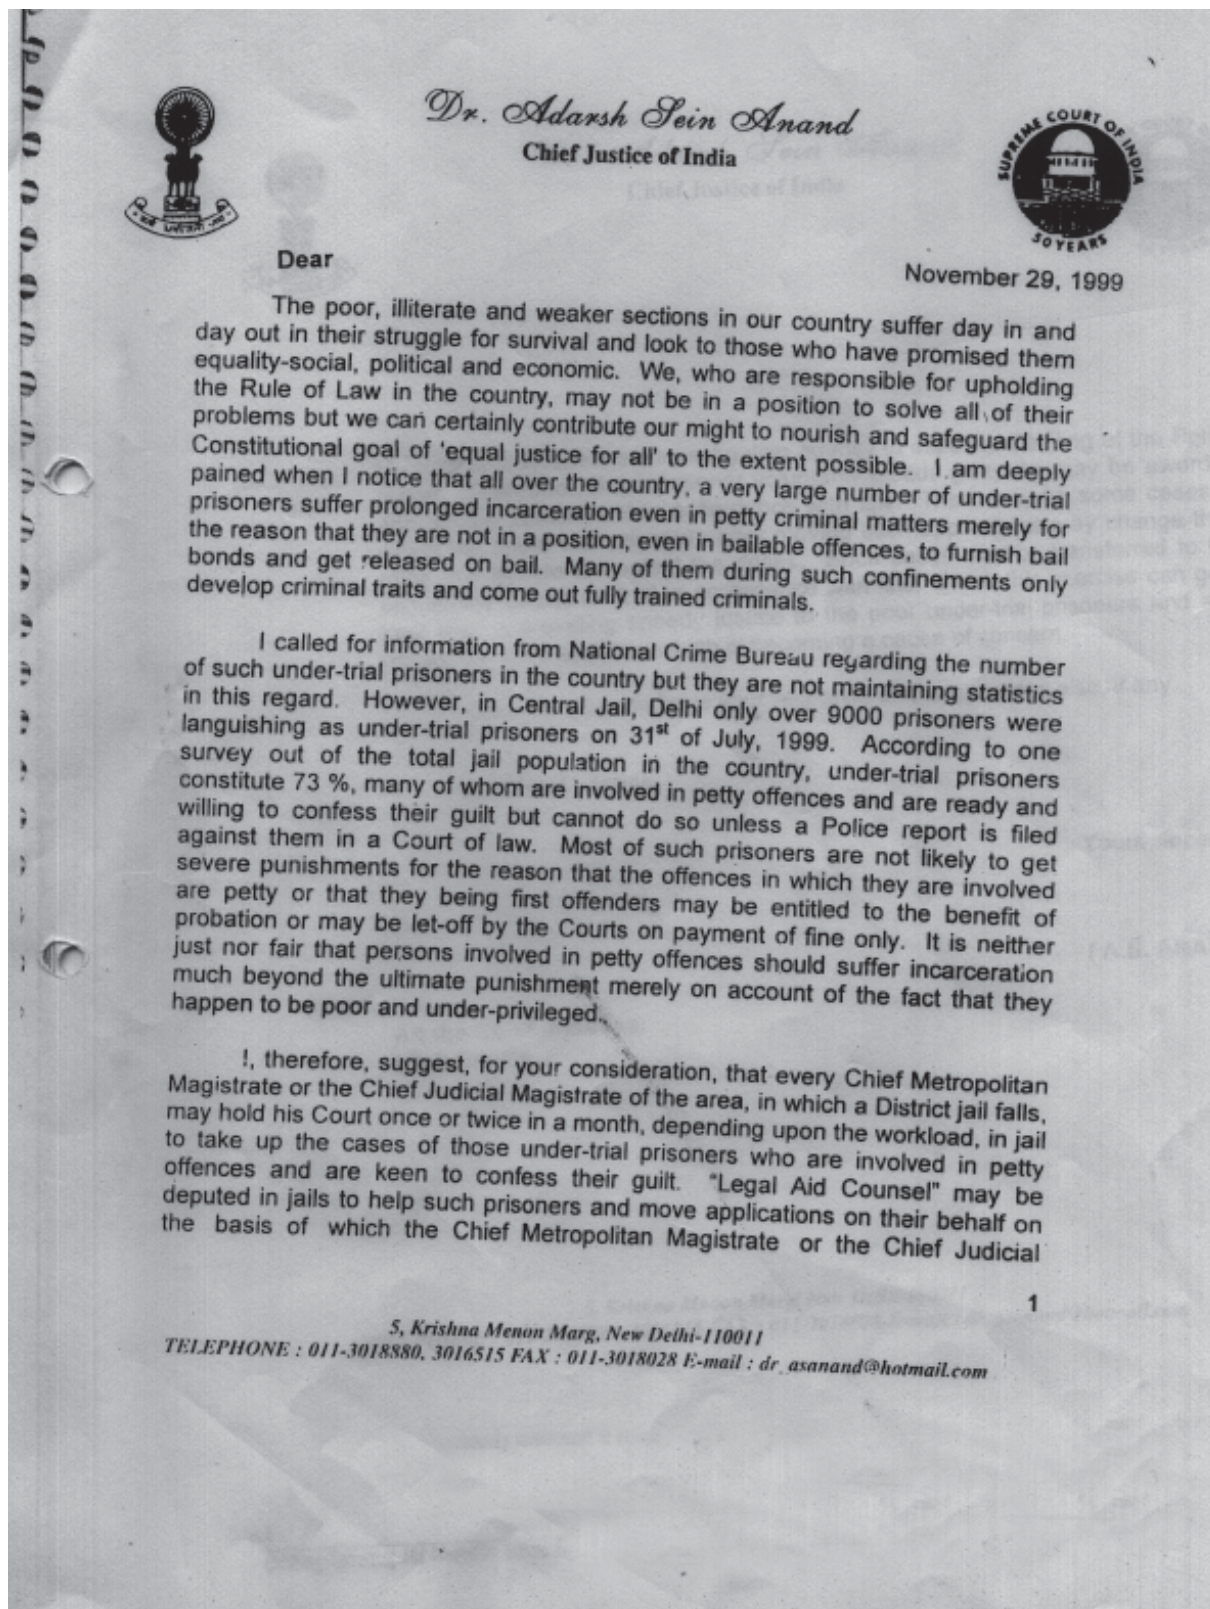 Dr. Adarsh Sein Anand
Chief Justice of India
SUPREME COURT OF INDIA
50 YEARS
Dear
November 29, 1999
The poor, illiterate and weaker sections in our country suffer day in and
day out in their struggle for survival and look to those who have promised them
equality-social, political and economic. We, who are responsible for upholding
the Rule of Law in the country, may not be in a position to solve all of their
problems but we can certainly contribute our might to nourish and safeguard the
Constitutional goal of 'equal justice for all' to the extent possible. I am deeply
pained when I notice that all over the country, a very large number of under-trial
prisoners suffer prolonged incarceration even in petty criminal matters merely for
the reason that they are not in a position, even in bailable offences, to furnish bail
bonds and get released on bail. Many of them during such confinements only
develop criminal traits and come out fully trained criminals.
I called for information from National Crime Bureau regarding the number
of such under-trial prisoners in the country but they are not maintaining statistics
in this regard. However, in Central Jail, Delhi only over 9000 prisoners were
languishing as under-trial prisoners on 31st of July, 1999. According to one
survey out of the total jail population in the country, under-trial prisoners
constitute 73 %, many of whom are involved in petty offences and are ready and
willing to confess their guilt but cannot do so unless a Police report is filed
against them in a Court of law. Most of such prisoners are not likely to get
severe punishments for the reason that the offences in which they are involved
are petty or that they being first offenders may be entitled to the benefit of
probation or may be let-off by the Courts on payment of fine only. It is neither
just nor fair that persons involved in petty offences should suffer incarceration
much beyond the ultimate punishment merely on account of the fact that they
happen to be poor and under-privileged.
I, therefore, suggest, for your consideration, that every Chief Metropolitan
Magistrate or the Chief Judicial Magistrate of the area, in which a District jail falls,
may hold his Court once or twice in a month, depending upon the workload, in jail
to take up the cases of those under-trial prisoners who are involved in petty
offences and are keen to confess their guilt. "Legal Aid Counsel" may be
deputed in jails to help such prisoners and move applications on their behalf on
the basis of which the Chief Metropolitan Magistrate or the Chief Judicial
1
5, Krishna Menon Marg, New Delhi-110011
TELEPHONE : 011-3018880, 3016515 FAX : 011-3018028 E-mail : dr_asanand@hotmail.com